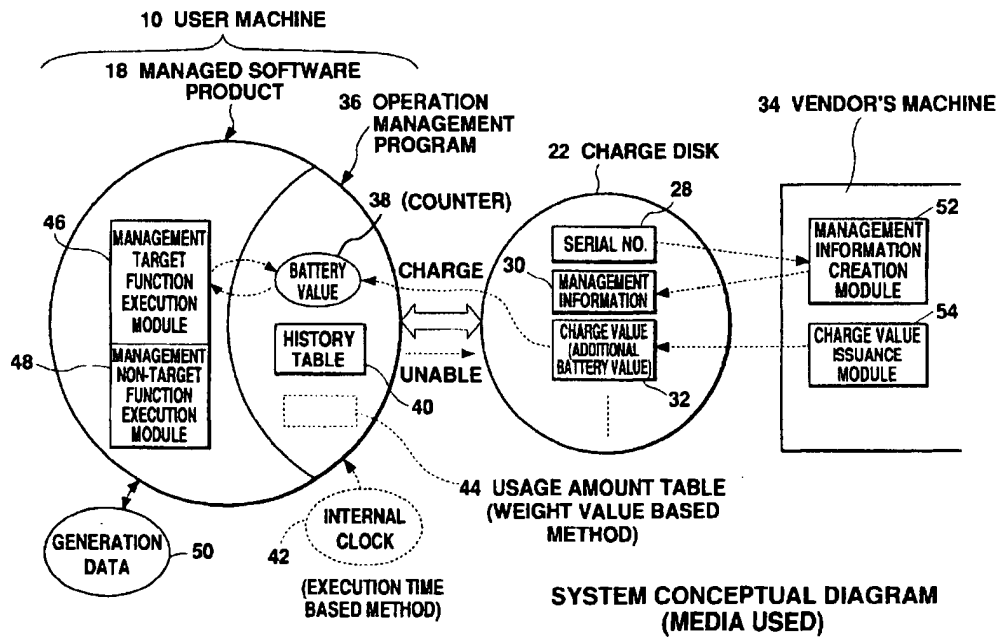 10 USER MACHINE
18 MANAGED SOFTWARE
PRODUCT
36 OPERATION
MANAGEMENT
PROGRAM
34 VENDOR'S MACHINE
22 CHARGE DISK
38 (COUNTER)
28
52
46
MANAGEMENT
TARGET
FUNCTION
EXECUTION
MODULE
BATTERY
VALUE
CHARGE
SERIAL NO.
30
MANAGEMENT
INFORMATION
MANAGEMENT
INFORMATION
CREATION
MODULE
54
48
MANAGEMENT
NON-TARGET
FUNCTION
EXECUTION
MODULE
HISTORY
TABLE
UNABLE
CHARGE VALUE
(ADDITIONAL
BATTERY VALUE)
CHARGE VALUE
ISSUANCE
MODULE
40
32
44 USAGE AMOUNT TABLE
(WEIGHT VALUE BASED
METHOD)
GENERATION
DATA
50
42
INTERNAL
CLOCK
(EXECUTION TIME
BASED METHOD)
SYSTEM CONCEPTUAL DIAGRAM
(MEDIA USED)